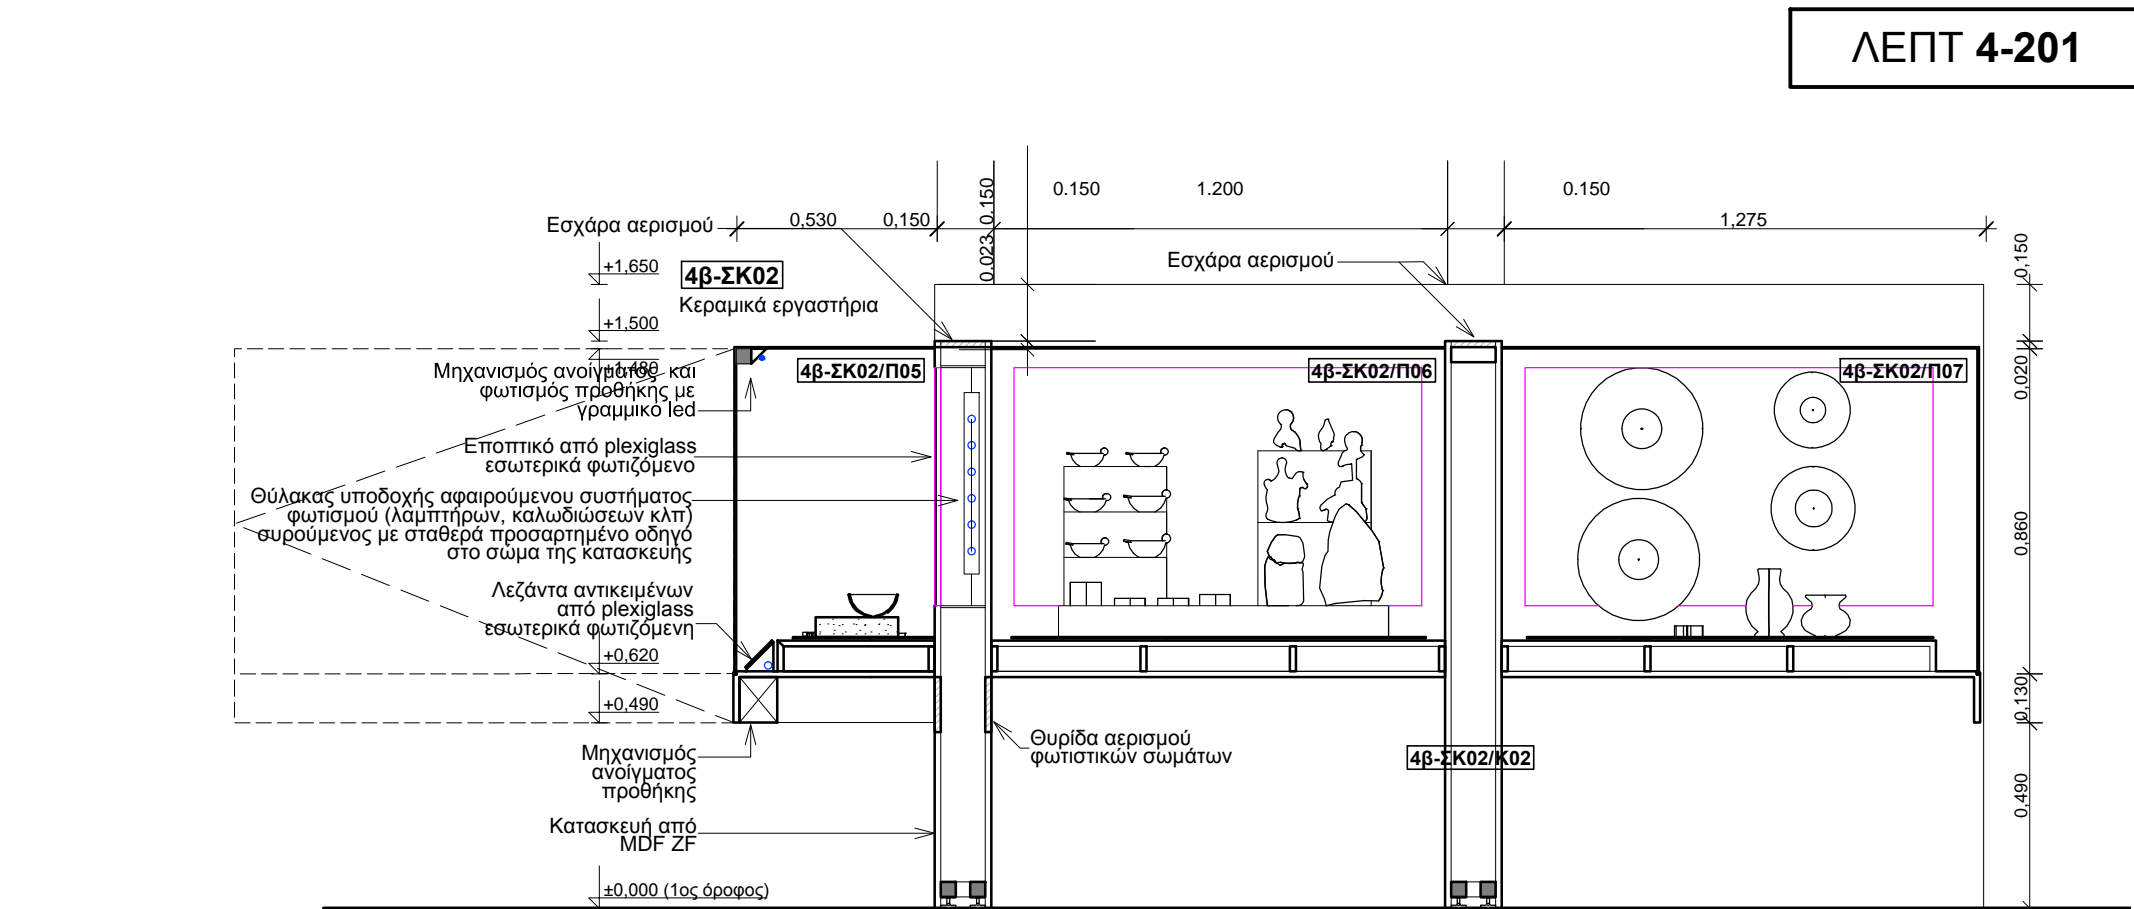 ΛΕΠΤ 4-201
0.150
0.023
0.150
1.200
0.150
0,530
0,150
1,275
Εσχάρα αερισμού
Εσχάρα αερισμού
+1,650
4β-ΣΚ02
Κεραμικά εργαστήρια
0,150
+1,500
+1,480
Μηχανισμός ανοίγματος και
φωτισμός προθήκης με
γραμμικό led
4β-ΣΚ02/Π05
4β-ΣΚ02/Π06
4β-ΣΚ02/Π07
0,020
Εποπτικό από plexiglass
εσωτερικά φωτιζόμενο
Θύλακας υποδοχής αφαιρούμενου συστήματος
φωτισμού (λαμπτήρων, καλωδιώσεων κλπ)
συρούμενος με σταθερά προσαρτημένο οδηγό
στο σώμα της κατασκευής
0,860
Λεζάντα αντικειμένων
από plexiglass
εσωτερικά φωτιζόμενη
+0,620
+0,490
0,130
Μηχανισμός
ανοίγματος
προθήκης
Θυρίδα αερισμού
φωτιστικών σωμάτων
4β-ΣΚ02/Κ02
0,490
Κατασκευή από
MDF ZF
±0,000 (1ος όροφος)